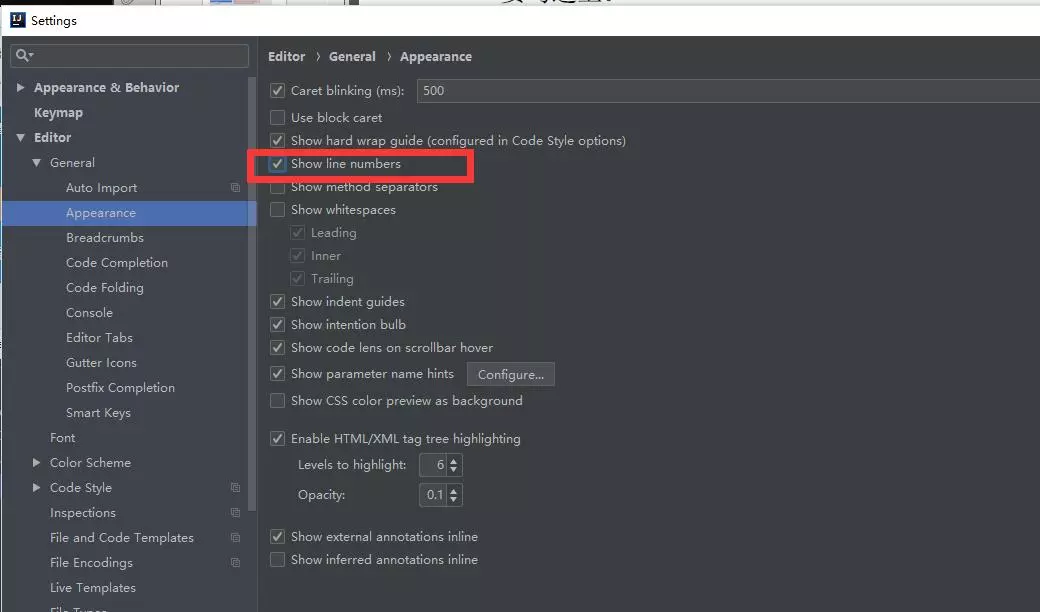 IJ Settings
Appearance & Behavior
Keymap
Editor
General
Auto Import
Appearance
Breadcrumbs
Code Completion
Code Folding
Console
Editor Tabs
Gutter Icons
Postfix Completion
Smart Keys
Font
Color Scheme
Code Style
Inspections
File and Code Templates
File Encodings
Live Templates
Editor › General › Appearance
Caret blinking (ms): 500
Use block caret
Show hard wrap guide (configured in Code Style options)
Show line numbers
Show method separators
Show whitespaces
Leading
Inner
Trailing
Show indent guides
Show intention bulb
Show code lens on scrollbar hover
Show parameter name hints Configure...
Show CSS color preview as background
Enable HTML/XML tag tree highlighting
Levels to highlight: 6
Opacity: 0.1
Show external annotations inline
Show inferred annotations inline